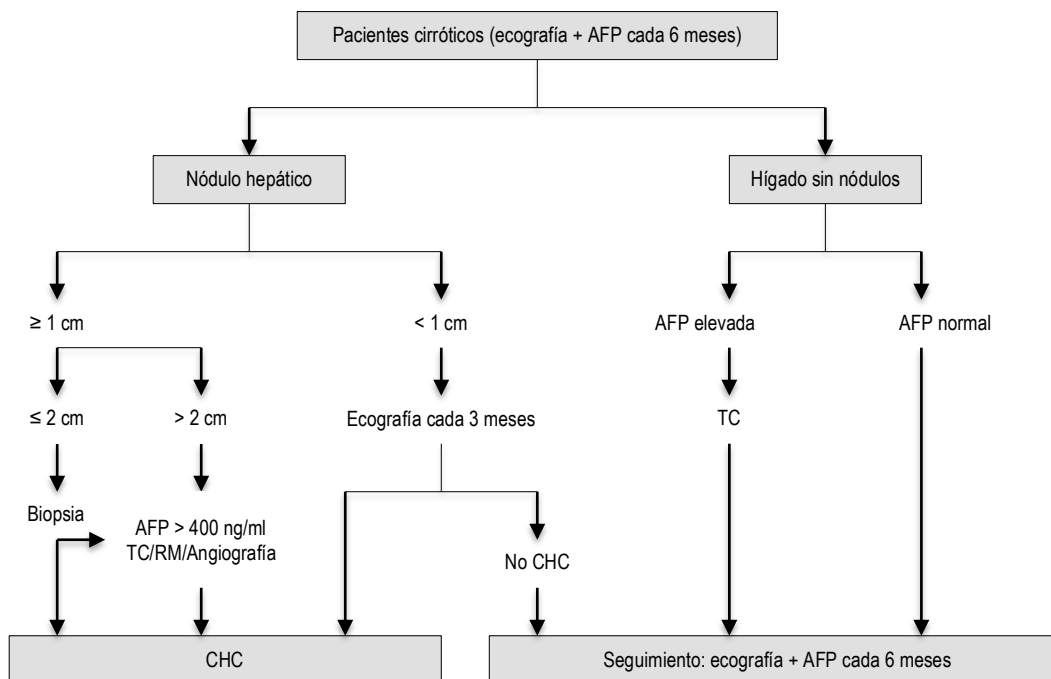 Pacientes cirróticos (ecografía + AFP cada 6 meses)
Nódulo hepático
Hígado sin nódulos
≥ 1 cm
< 1 cm
AFP elevada
AFP normal
≤ 2 cm
> 2 cm
Ecografía cada 3 meses
TC
Biopsia
AFP > 400 ng/ml
TC/RM/Angiografía
No CHC
CHC
Seguimiento: ecografía + AFP cada 6 meses